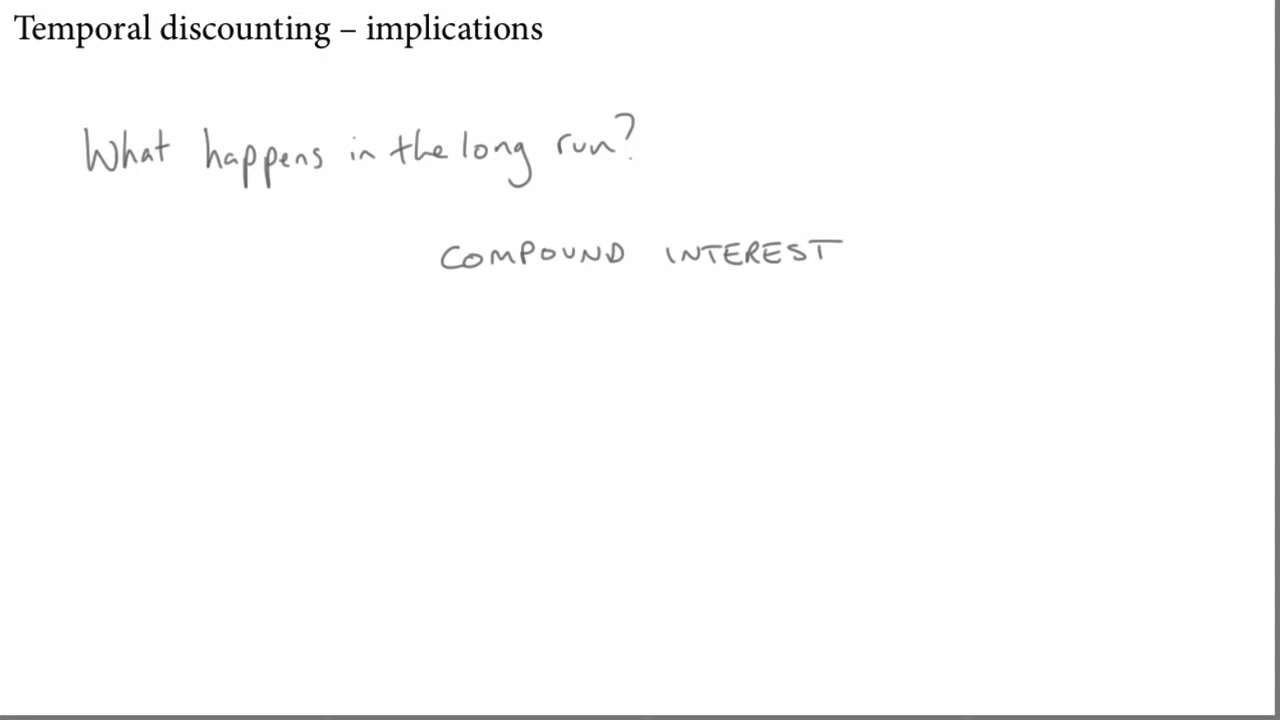 Temporal discounting – implications
What happens in the long run?
COMPOUND INTEREST